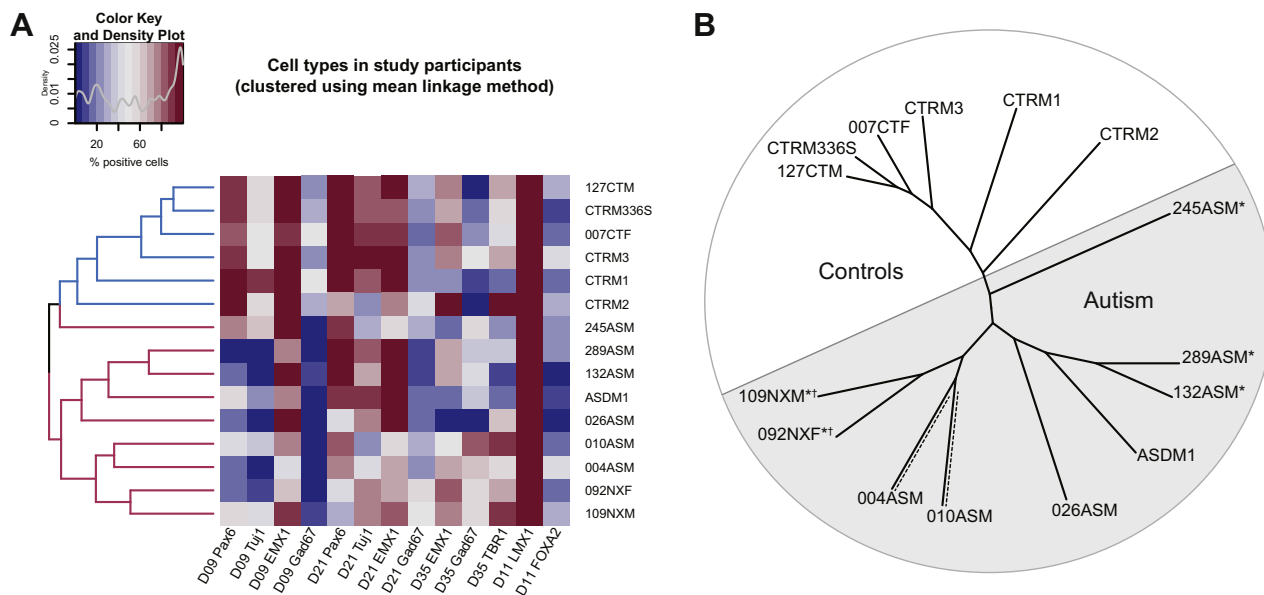 A
Color Key
and Density Plot
Density
0
0.01
0.025
20
60
% positive cells
Cell types in study participants
(clustered using mean linkage method)
127CTM
CTRM336S
007CTF
CTRM3
CTRM1
CTRM2
245ASM
289ASM
132ASM
ASDM1
026ASM
010ASM
004ASM
092NXF
109NXM
D09 Pax6
D09 Tuj1
D09 EMX1
D09 Gad67
D21 Pax6
D21 Tuj1
D21 EMX1
D21 Gad67
D35 EMX1
D35 Gad67
D35 TBR1
D11 LMX1
D11 FOXA2
B
CTRM3
CTRM1
007CTF
CTRM2
CTRM336S
127CTM
245ASM*
Controls
Autism
289ASM*
109NXM*†
132ASM*
092NXF*†
ASDM1
004ASM
010ASM
026ASM